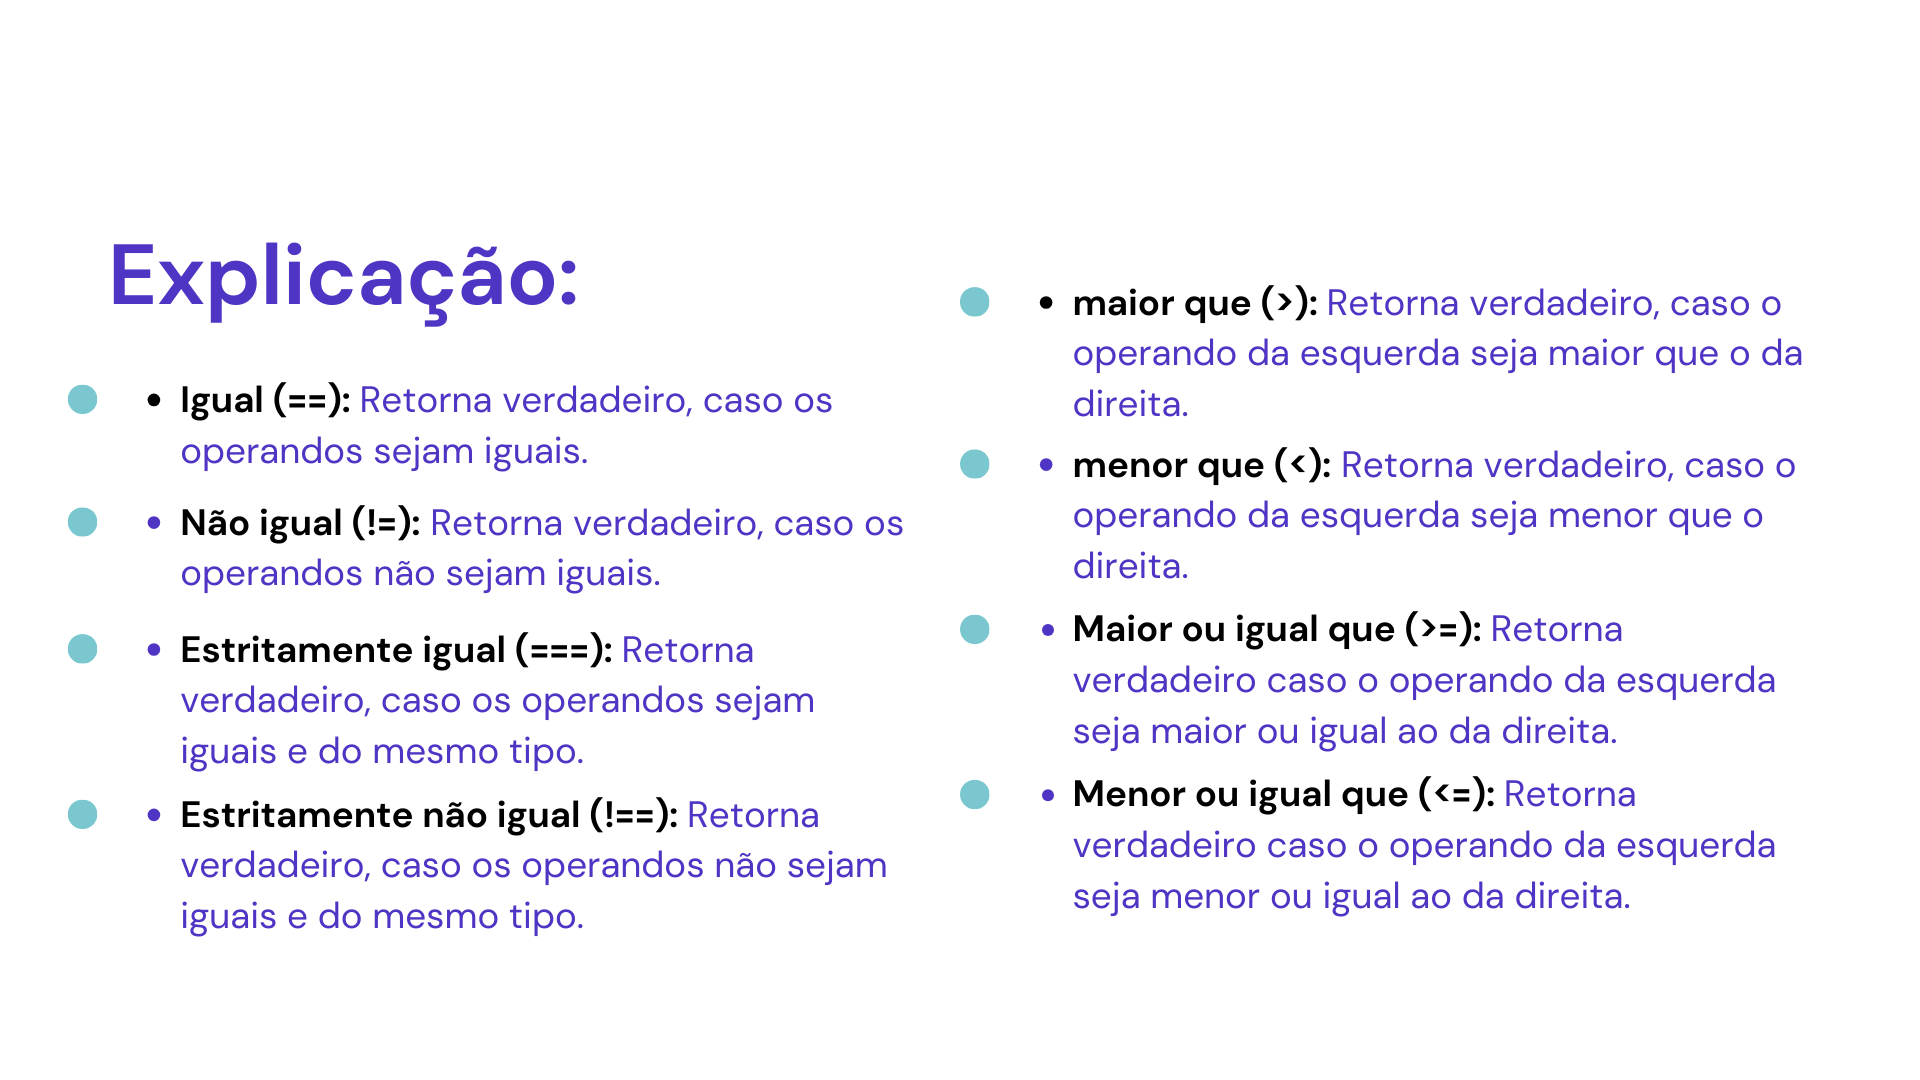 Explicação:
• Igual (==): Retorna verdadeiro, caso os
operandos sejam iguais.
• Não igual (!=): Retorna verdadeiro, caso os
operandos não sejam iguais.
• Estritamente igual (===): Retorna
verdadeiro, caso os operandos sejam
iguais e do mesmo tipo.
• Estritamente não igual (!==): Retorna
verdadeiro, caso os operandos não sejam
iguais e do mesmo tipo.
• maior que (>): Retorna verdadeiro, caso o
operando da esquerda seja maior que o da
direita.
• menor que (<): Retorna verdadeiro, caso o
operando da esquerda seja menor que o
direita.
• Maior ou igual que (>=): Retorna
verdadeiro caso o operando da esquerda
seja maior ou igual ao da direita.
• Menor ou igual que (<=): Retorna
verdadeiro caso o operando da esquerda
seja menor ou igual ao da direita.